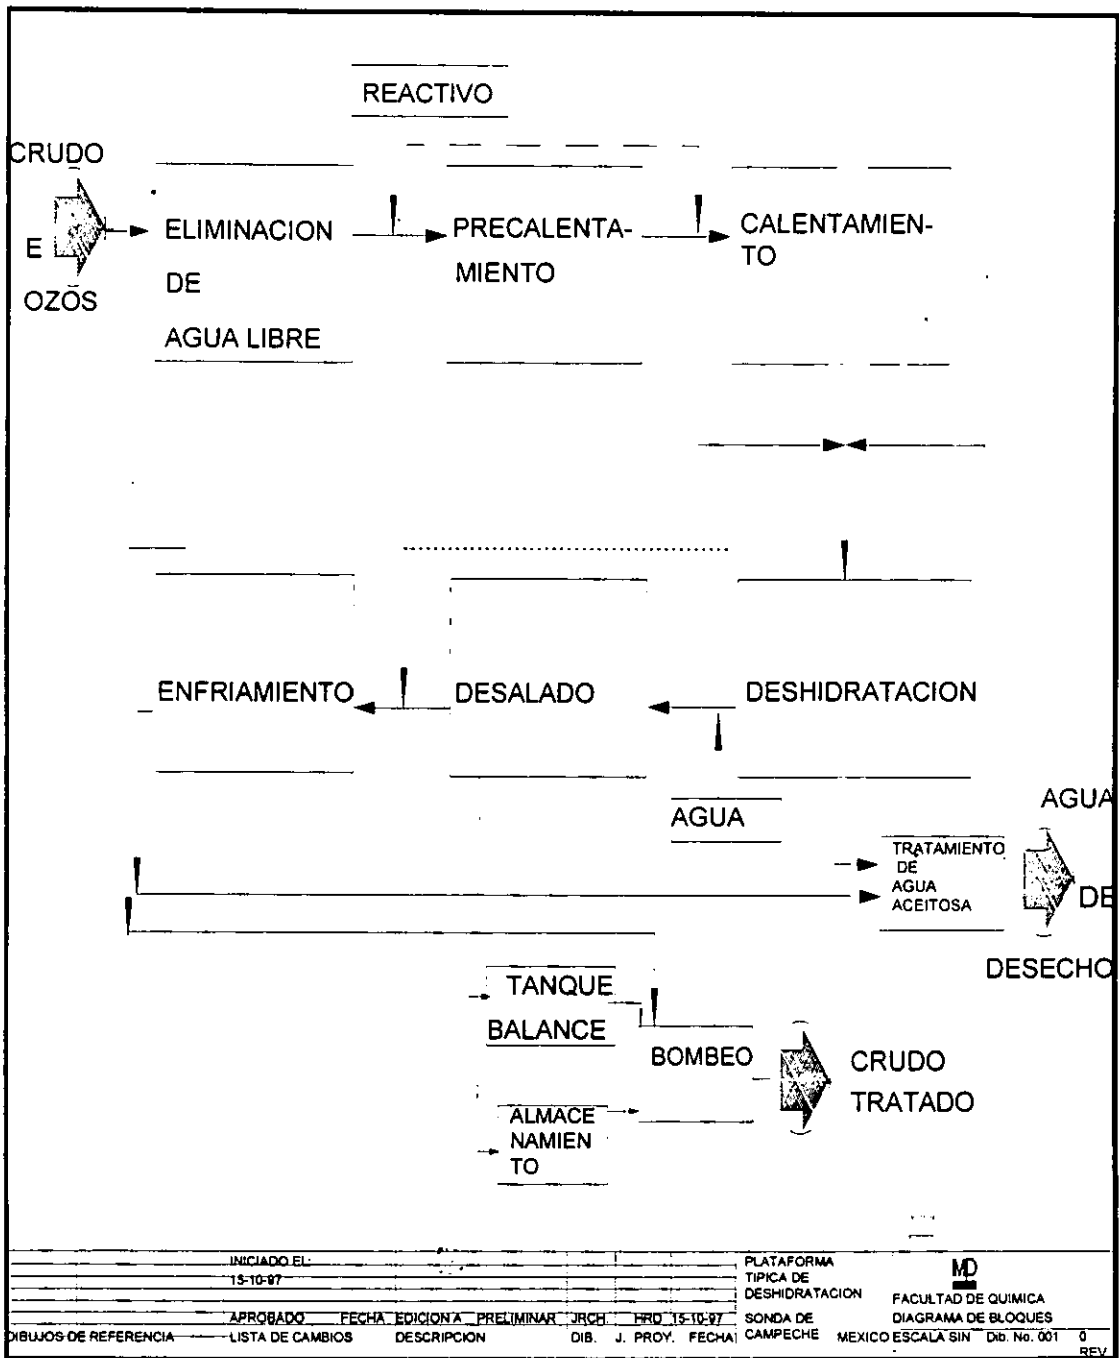 REACTIVO
CRUDO
E
OZOS
ELIMINACION
DE
AGUA LIBRE
PRECALENTA-
MIENTO
CALENTAMIEN-
TO
ENFRIAMIENTO
DESALADO
DESHIDRATACION
AGUA
TRATAMIENTO
DE
AGUA
ACEITOSA
AGUA
DE
DESECHO
TANQUE
BALANCE
BOMBEO
CRUDO
TRATADO
ALMACE
NAMIEN
TO
INICIADO EL:
15-10-97
APROBADO FECHA EDICION A PRELIMINAR JRCH HRD 15-10-97
DIBUJOS DE REFERENCIA LISTA DE CAMBIOS DESCRIPCION DIB. J. PROY. FECHA
PLATAFORMA
TIPICA DE
DESHIDRATACION
SONDA DE
CAMPECHE MEXICO
FACULTAD DE QUIMICA
DIAGRAMA DE BLOQUES
ESCALA SIN Dib. No. 001 0
REV